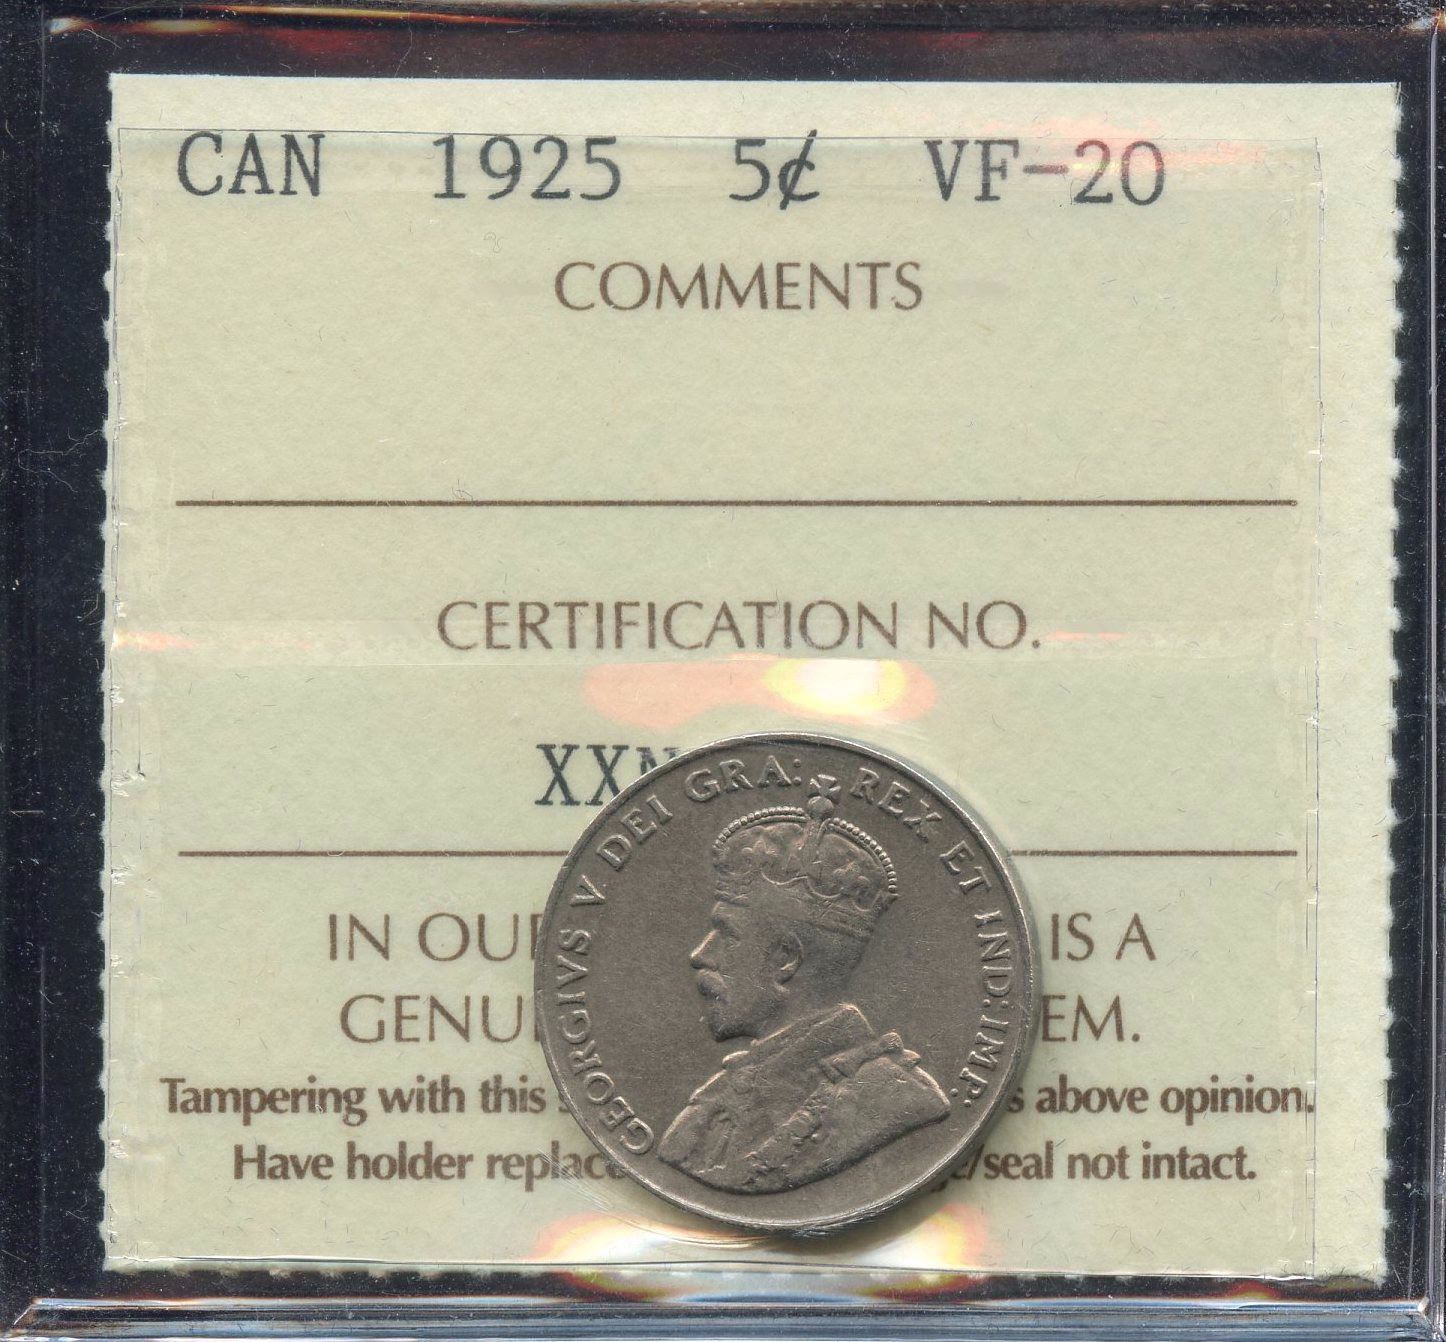 CAN 1925 5¢ VF-20
COMMENTS
CERTIFICATION NO.
XXN
GEORGIVS V DEI GRA: REX ET IND: IMP:
IN OUR IS A
GENU EM.
Tampering with this s above opinion.
Have holder replace /seal not intact.